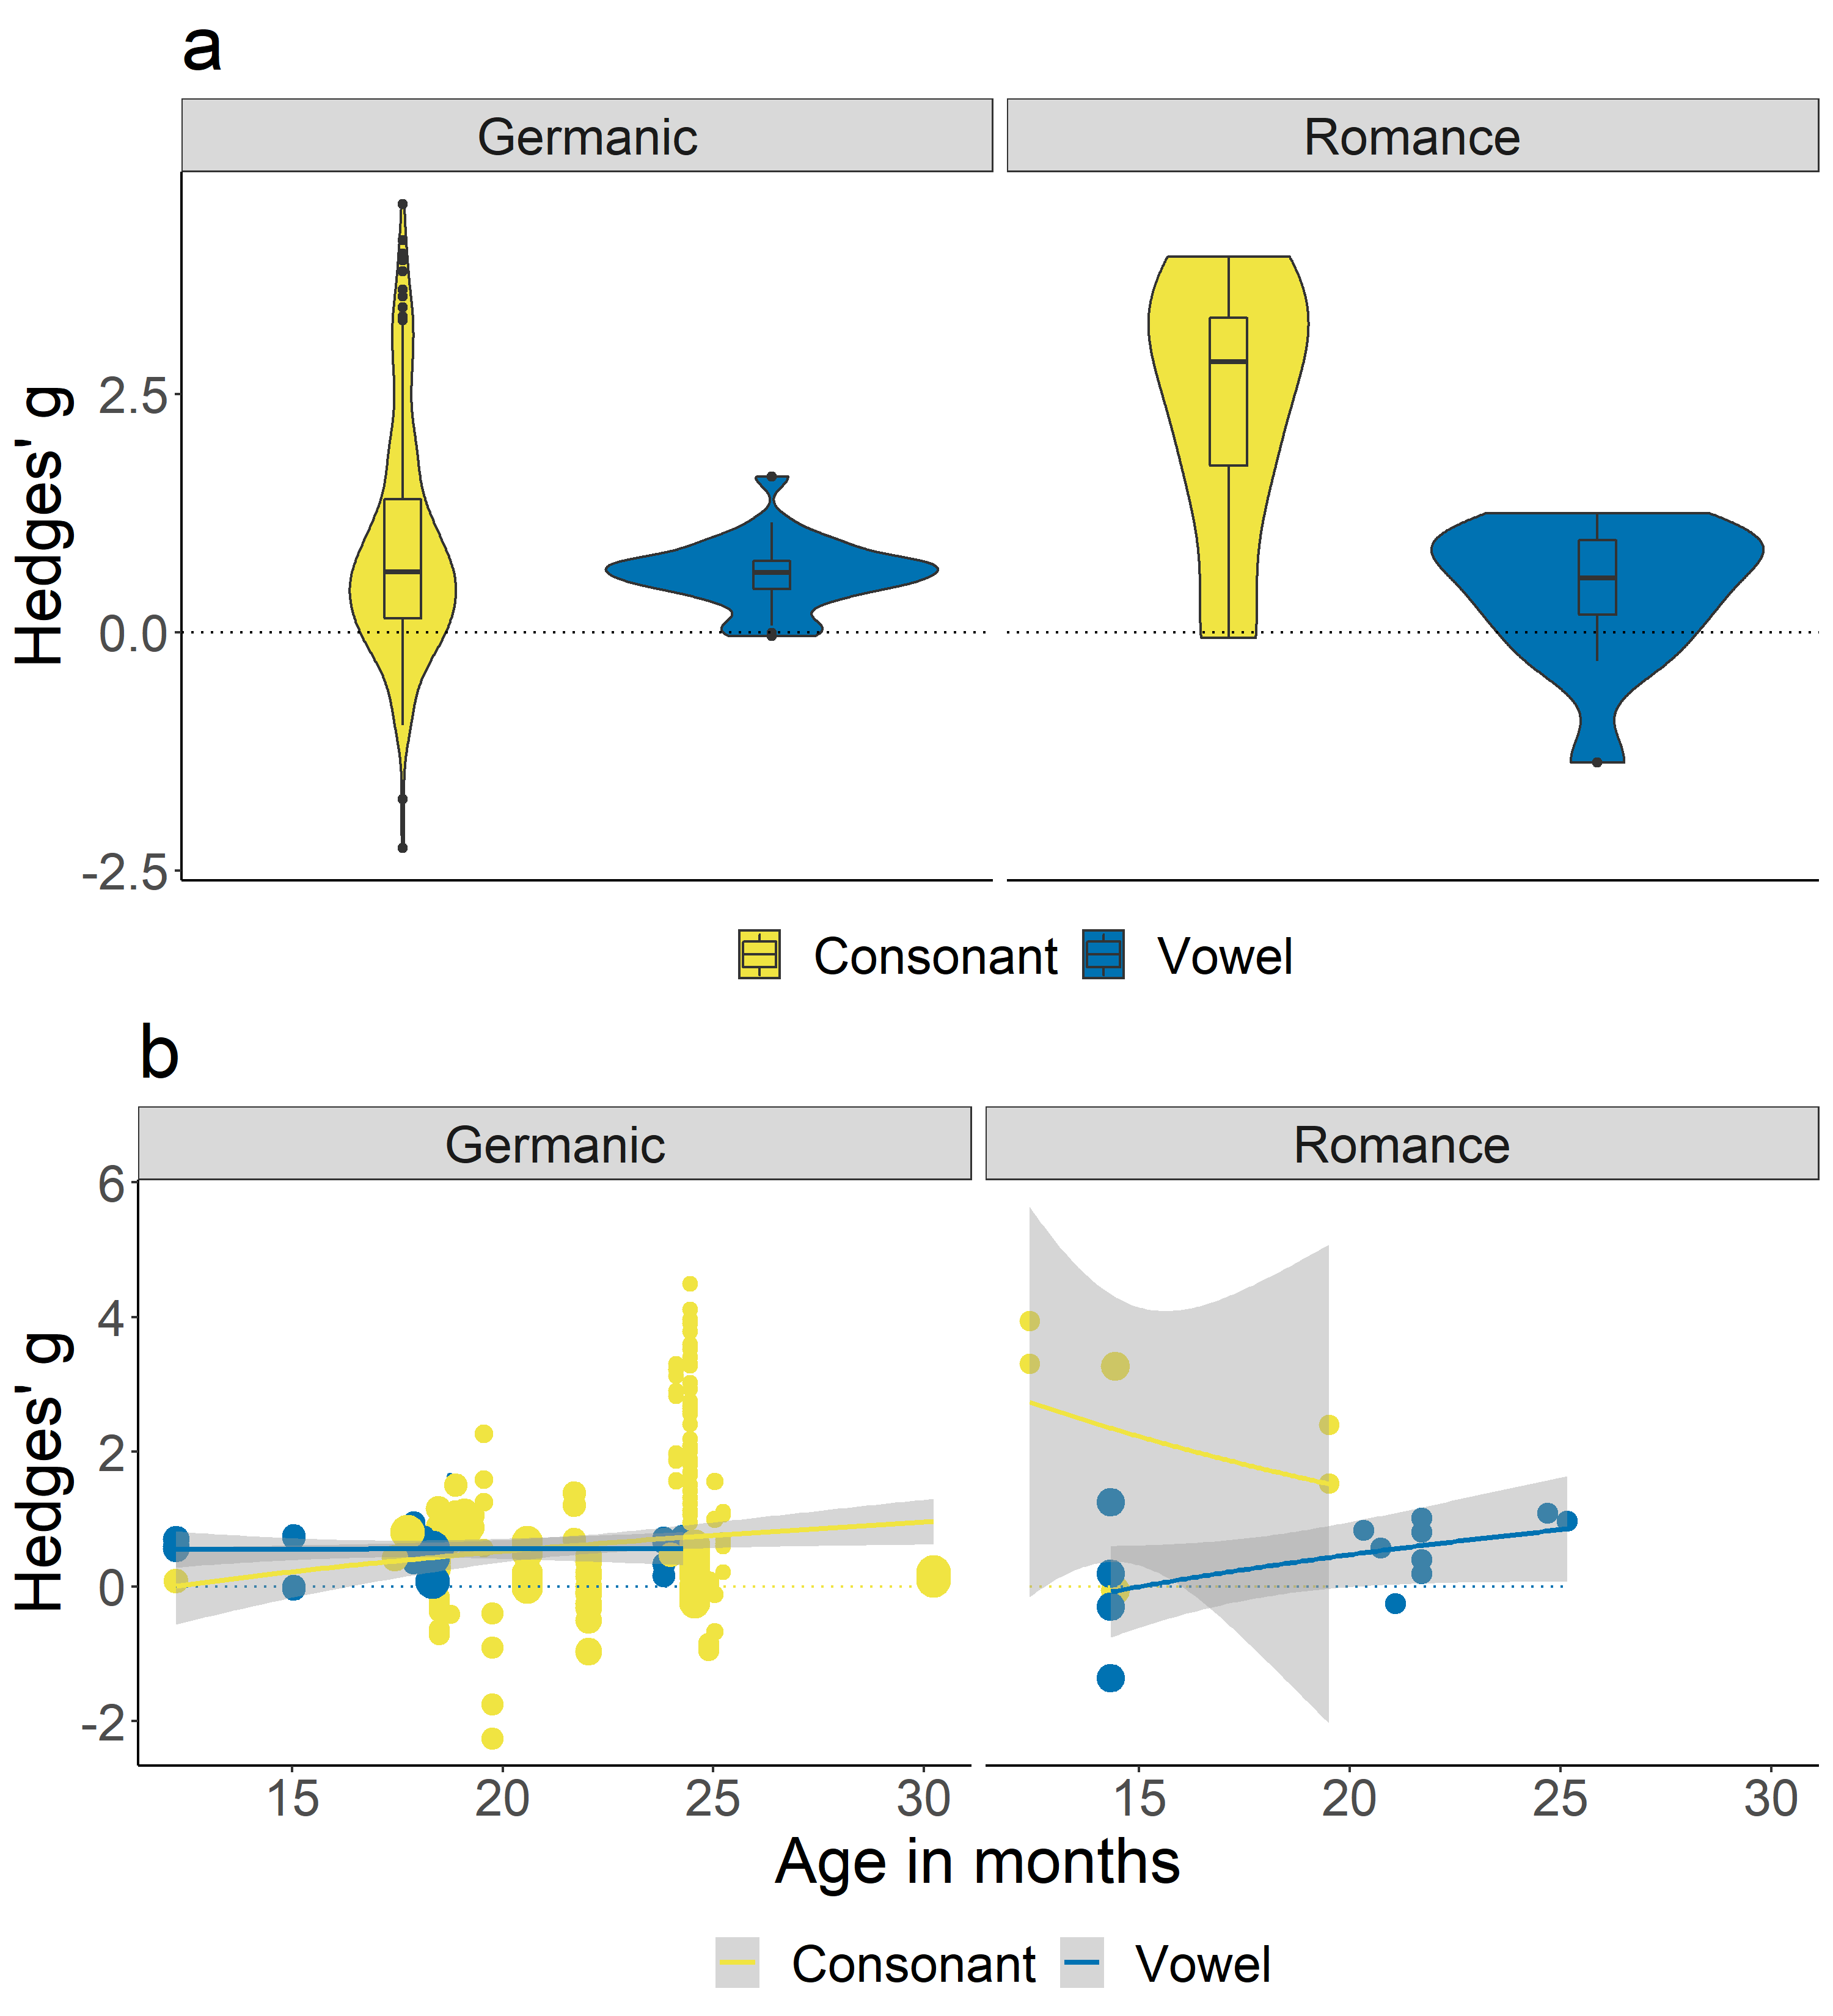 a
Germanic Romance
Hedges' g
2.5
0.0
-2.5
Consonant Vowel
b
Germanic Romance
Hedges' g
6
4
2
0
-2
15 20 25 30 15 20 25 30
Age in months
Consonant Vowel